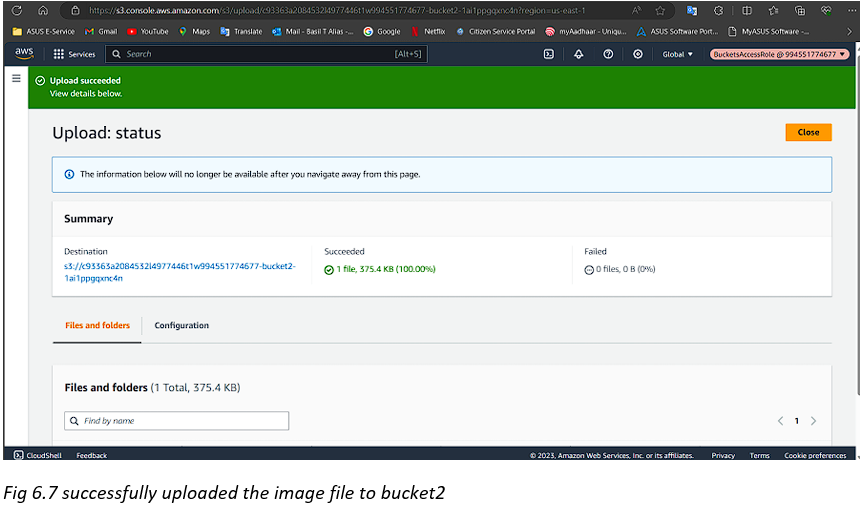 https://s3.console.aws.amazon.com/s3/upload/c93363a2084532l4977446t1w994551774677-bucket2-1ai1ppgqxnc4n?region=us-east-1
ASUS E-Service Gmail YouTube Maps Translate Mail - Basil T Alias -... Google Netflix Citizen Service Portal myAadhaar - Uniqu... ASUS Software Port... MyASUS Software -...
aws Services Search [Alt+S] Global BucketsAccessRole @ 994551774677
Upload succeeded
View details below.
Upload: status
Close
The information below will no longer be available after you navigate away from this page.
Summary
Destination
s3://c93363a2084532l4977446t1w994551774677-bucket2-
1ai1ppgqxnc4n
Succeeded
1 file, 375.4 KB (100.00%)
Failed
0 files, 0 B (0%)
Files and folders Configuration
Files and folders (1 Total, 375.4 KB)
Find by name
1
CloudShell Feedback © 2023, Amazon Web Services, Inc. or its affiliates. Privacy Terms Cookie preferences
Fig 6.7 successfully uploaded the image file to bucket2